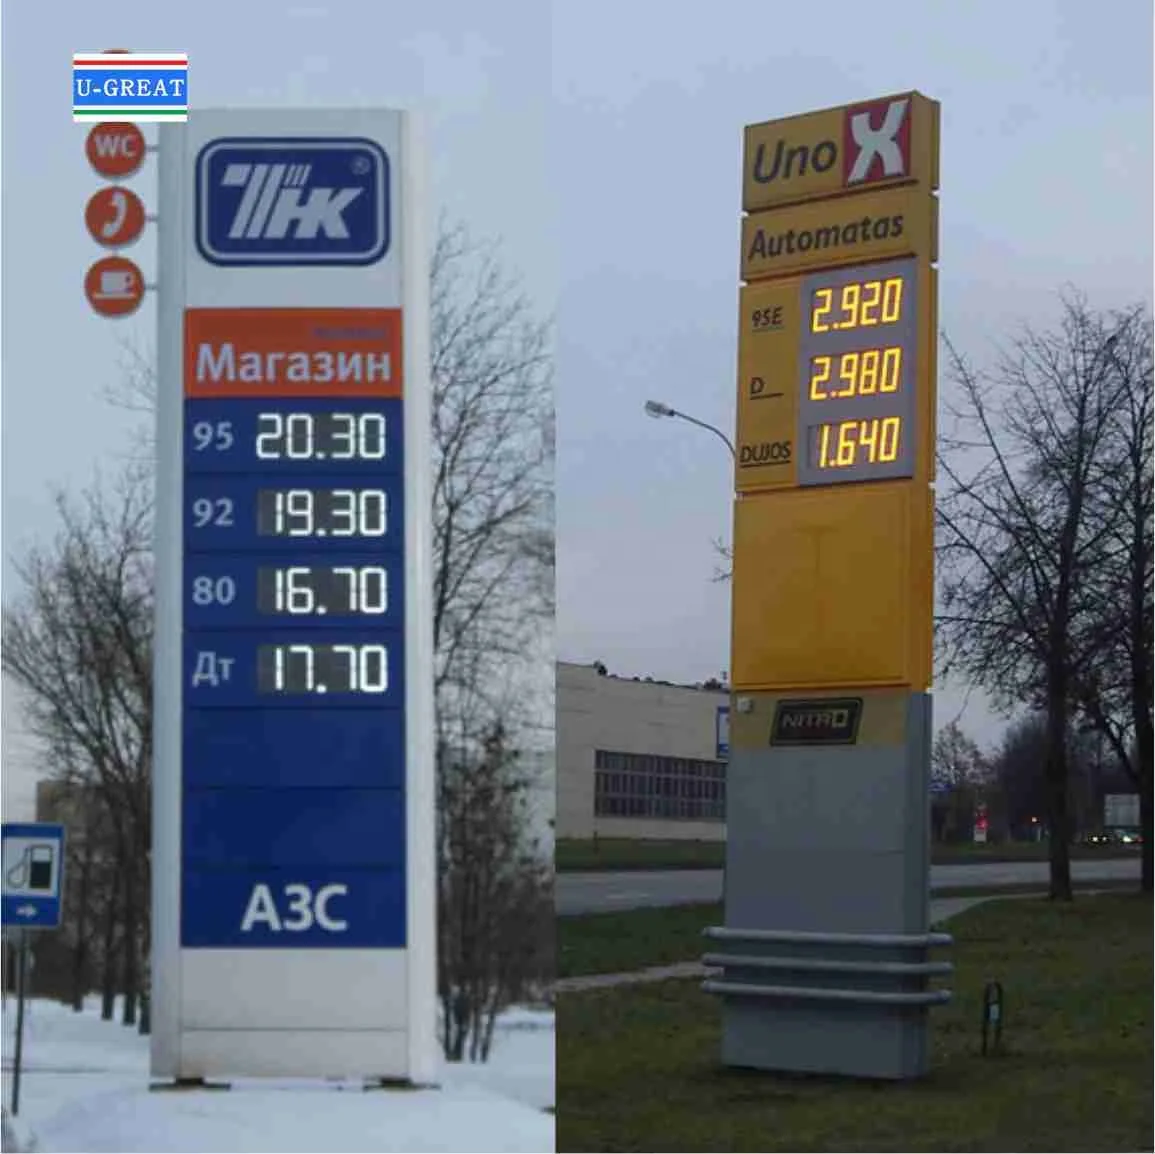 U-GREAT
WC
ТНК®
Магазин
95 20.30
92 19.30
80 16.70
Дт 17.70
АЗС
Uno X
Automatas
95E 2.920
D 2.980
DUJOS 1.640
NITRO